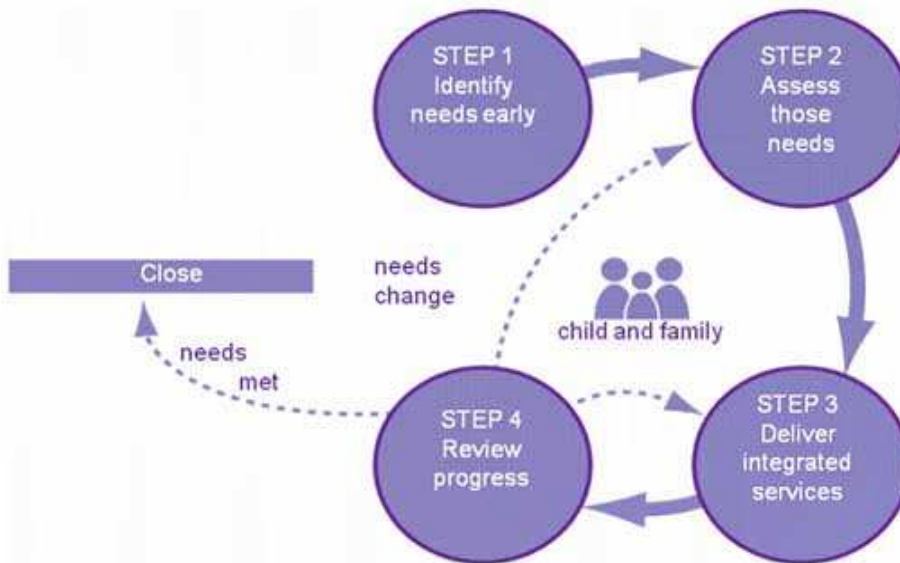 STEP 1
Identify
needs early
STEP 2
Assess
those
needs
Close
needs
change
child and family
needs
met
STEP 4
Review
progress
STEP 3
Deliver
integrated
services